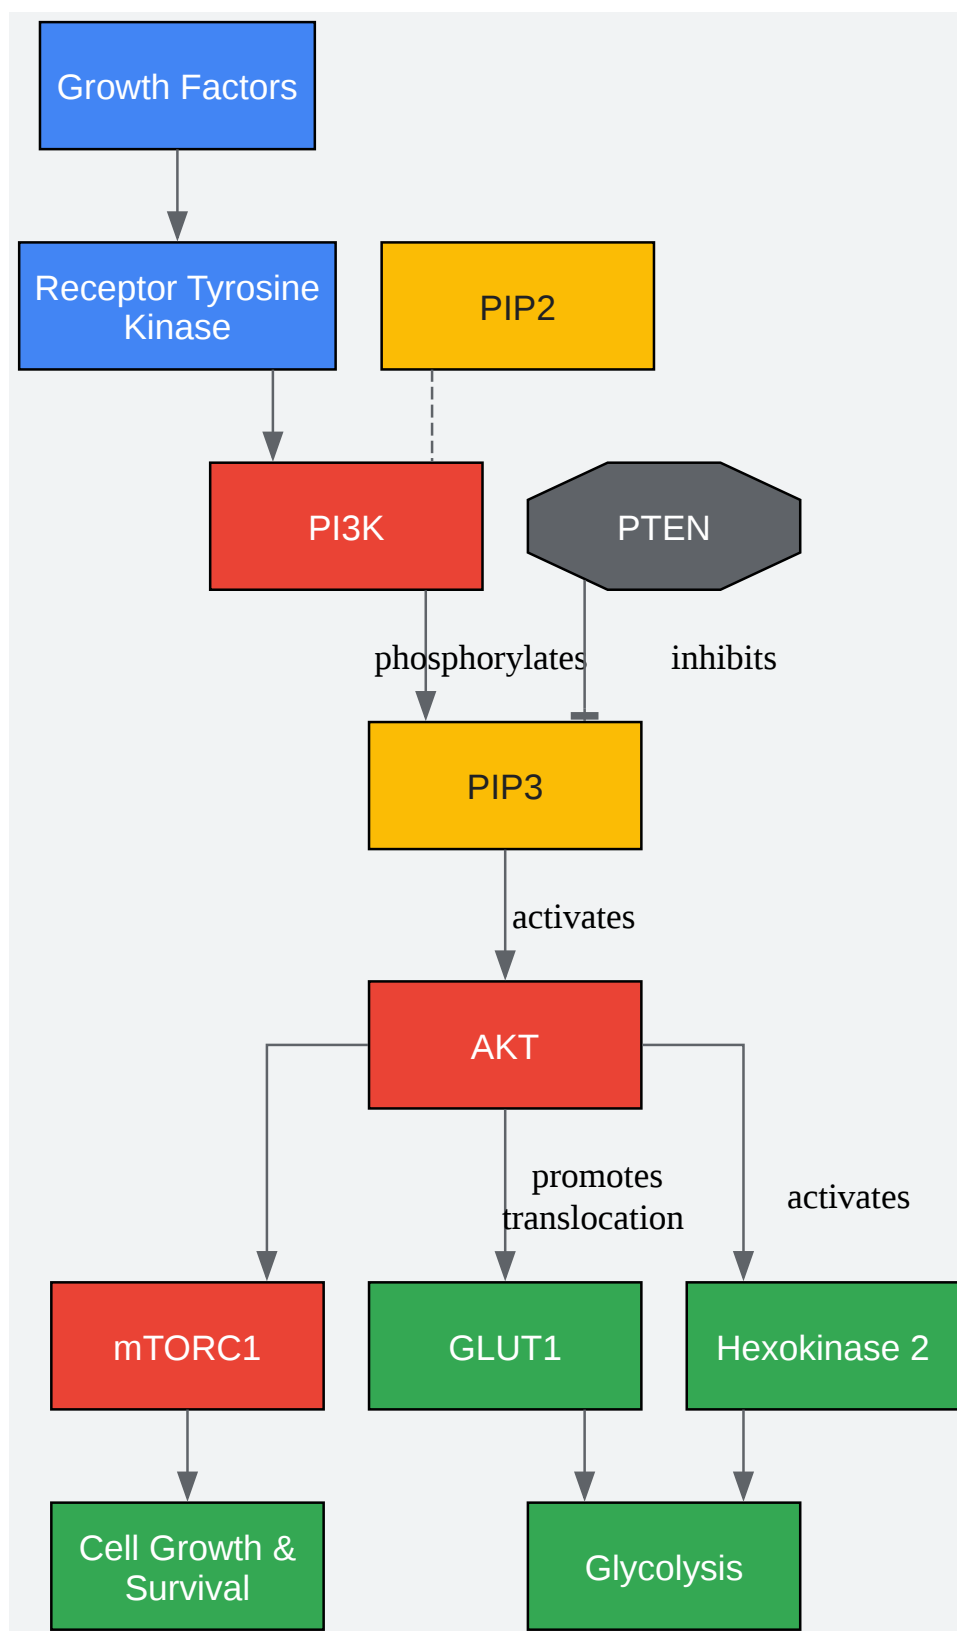 Growth Factors
Receptor Tyrosine
Kinase
PIP2
PI3K
PTEN
phosphorylates
inhibits
PIP3
activates
AKT
promotes
translocation
activates
mTORC1
GLUT1
Hexokinase 2
Cell Growth &
Survival
Glycolysis